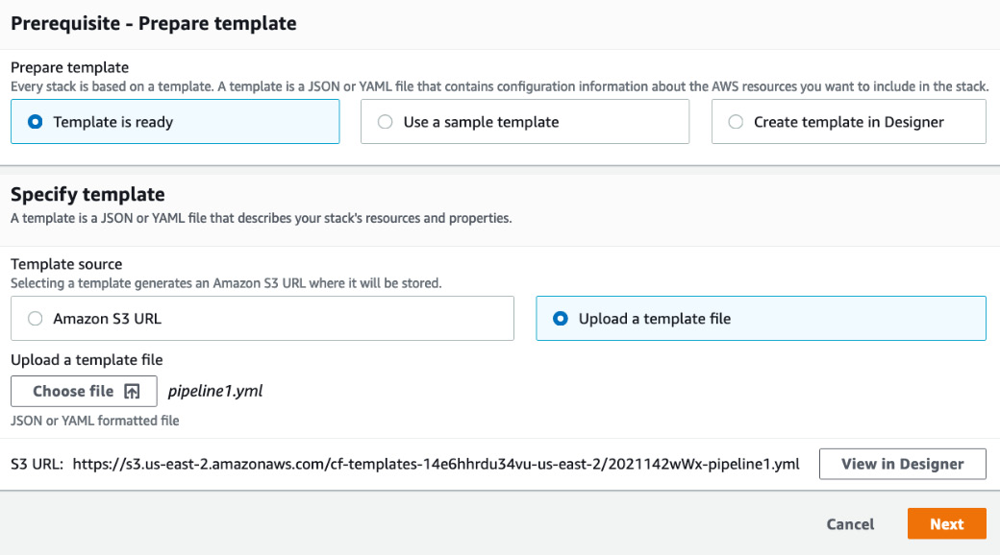 Prerequisite - Prepare template
Prepare template
Every stack is based on a template. A template is a JSON or YAML file that contains configuration information about the AWS resources you want to include in the stack.
Template is ready
Use a sample template
Create template in Designer
Specify template
A template is a JSON or YAML file that describes your stack's resources and properties.
Template source
Selecting a template generates an Amazon S3 URL where it will be stored.
Amazon S3 URL
Upload a template file
Upload a template file
Choose file
pipeline1.yml
JSON or YAML formatted file
S3 URL: https://s3.us-east-2.amazonaws.com/cf-templates-14e6hhrdu34vu-us-east-2/2021142wWx-pipeline1.yml
View in Designer
Cancel
Next